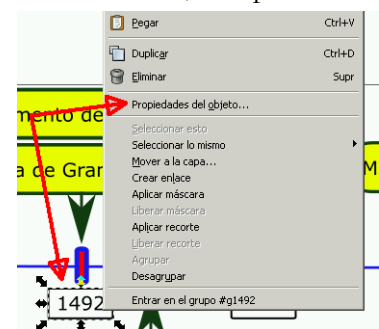 Pegar Ctrl+V
Duplicar Ctrl+D
Eliminar Supr
Propiedades del objeto...
mento de
Seleccionar esto
Seleccionar lo mismo
Mover a la capa...
a de Gran
M
Crear enlace
Aplicar máscara
Liberar máscara
Aplicar recorte
Liberar recorte
Agrupar
Desagrupar
Entrar en el grupo #g1492
1492